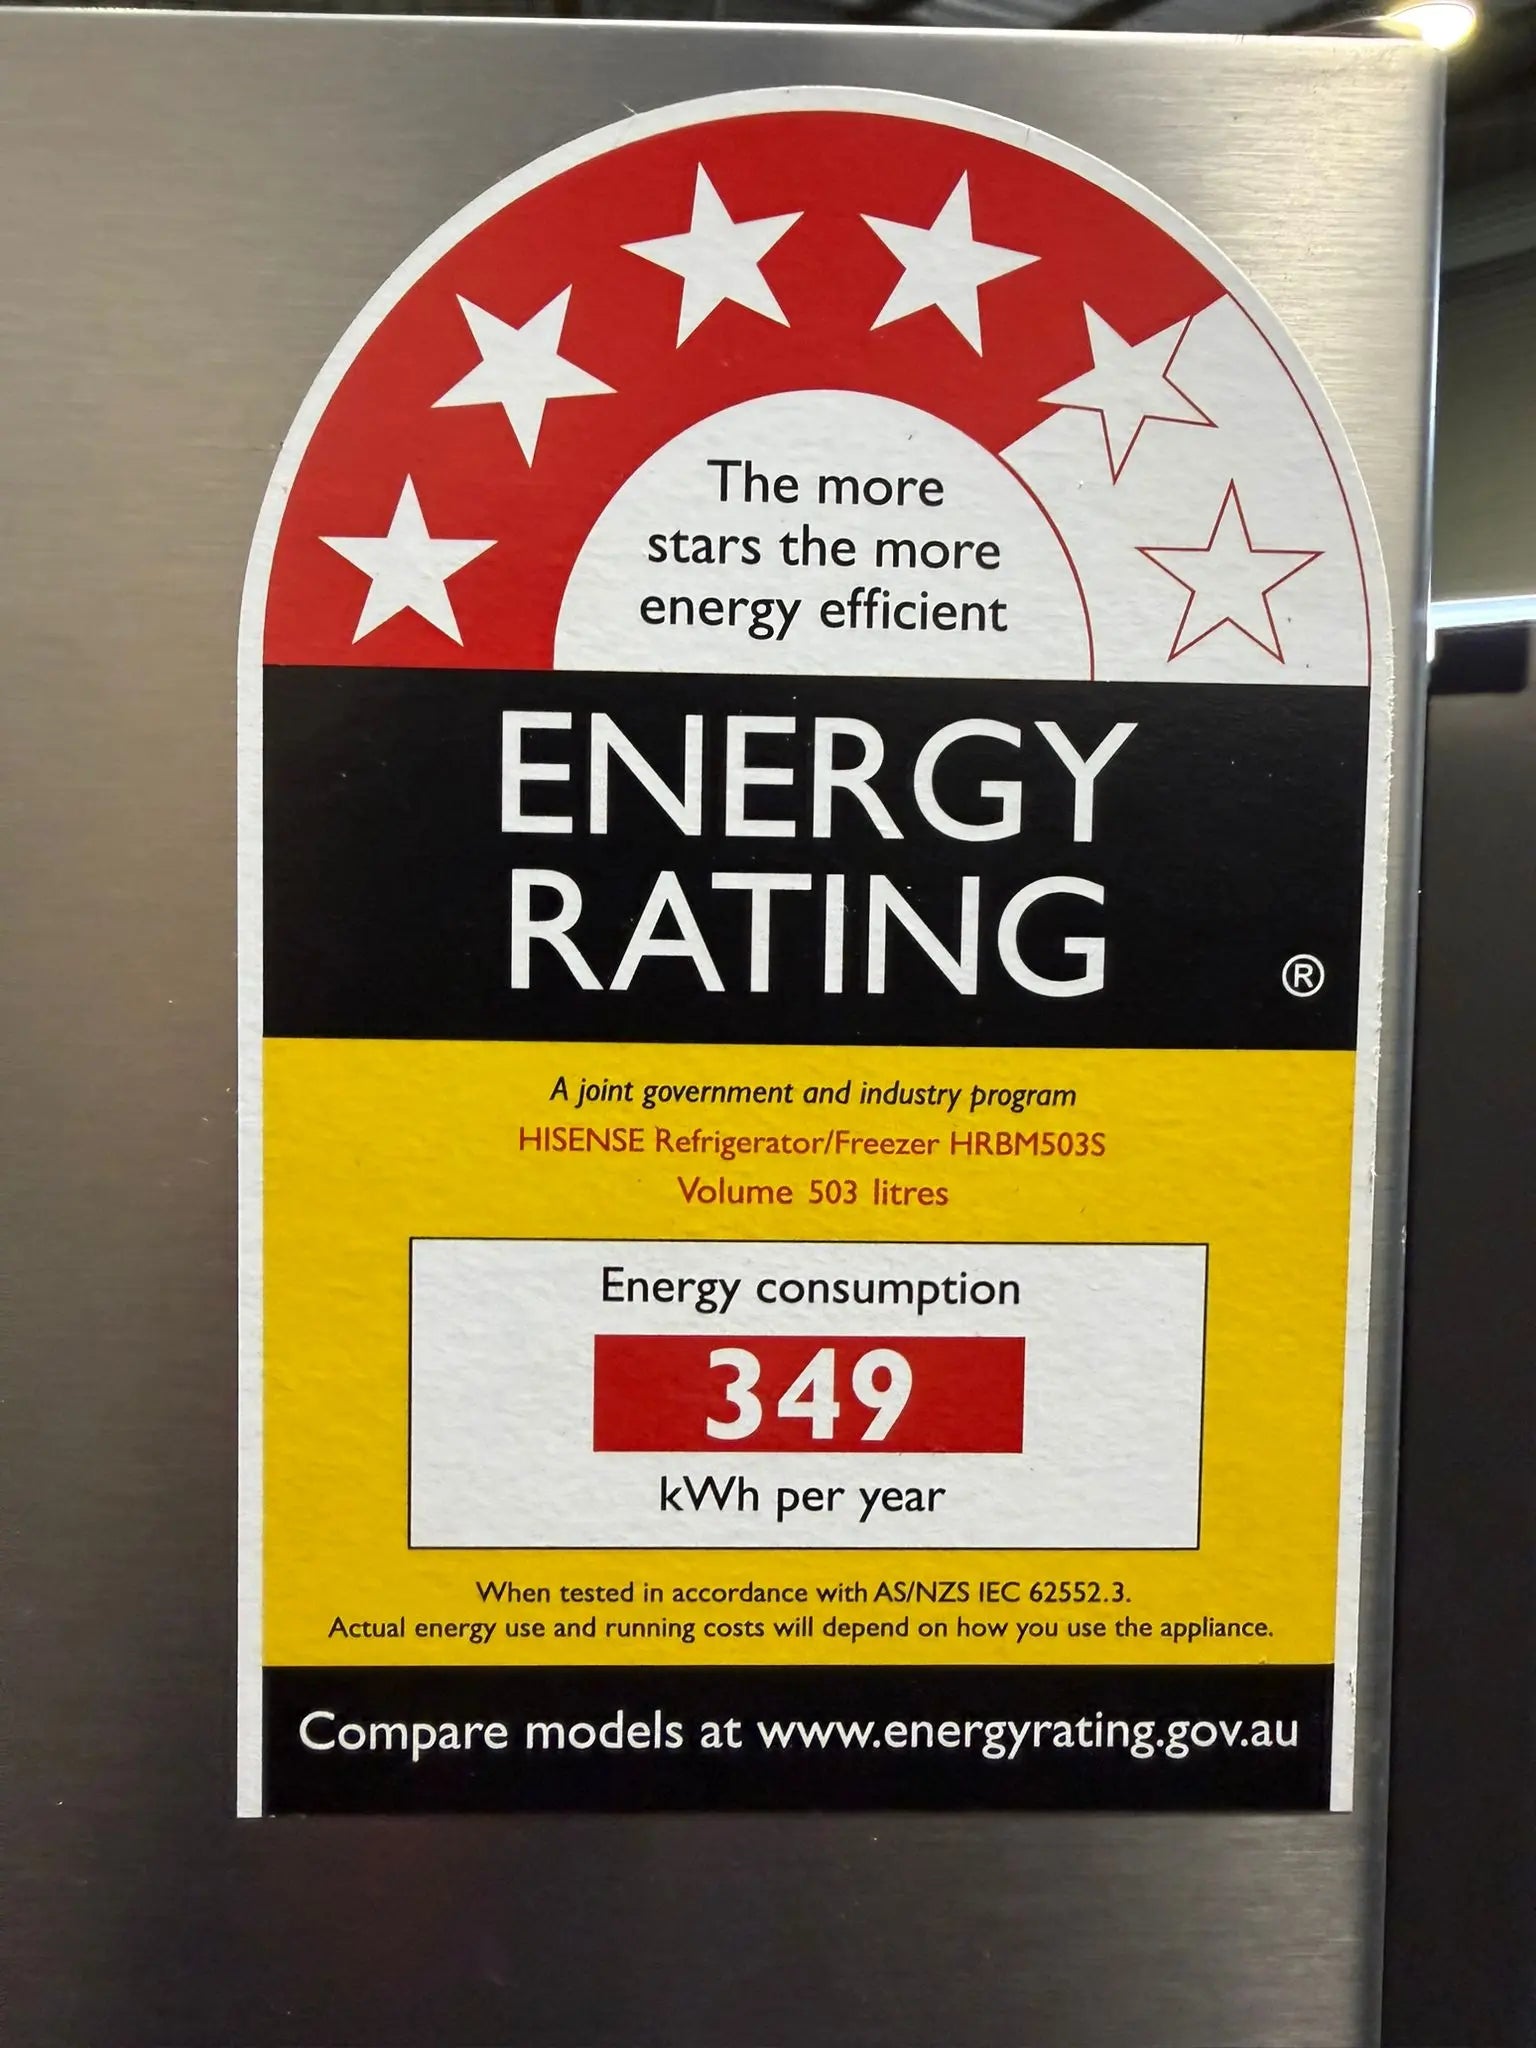 The more
stars the more
energy efficient
ENERGY
RATING
®
A joint government and industry program
HISENSE Refrigerator/Freezer HRBM503S
Volume 503 litres
Energy consumption
349
kWh per year
When tested in accordance with AS/NZS IEC 62552.3.
Actual energy use and running costs will depend on how you use the appliance.
Compare models at www.energyrating.gov.au